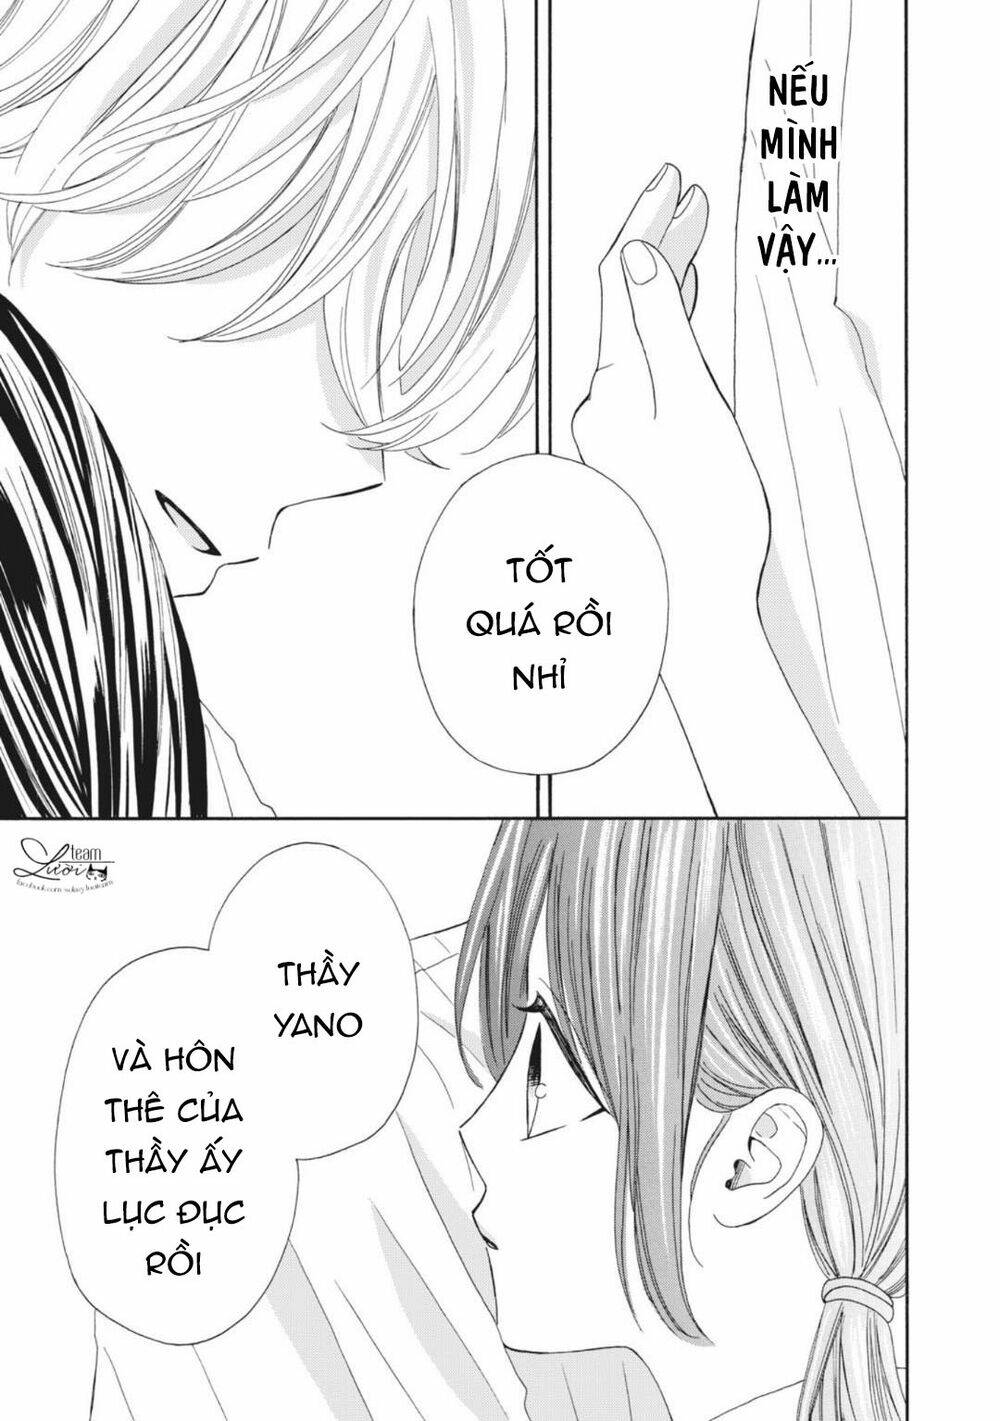 NẾU
MÌNH
LÀM
VẬY...
TỐT
QUÁ RỒI
NHỈ
THẦY
YANO
VÀ HÔN
THÊ CỦA
THẦY ẤY
LỤC ĐỤC
RỒI
team
Lười